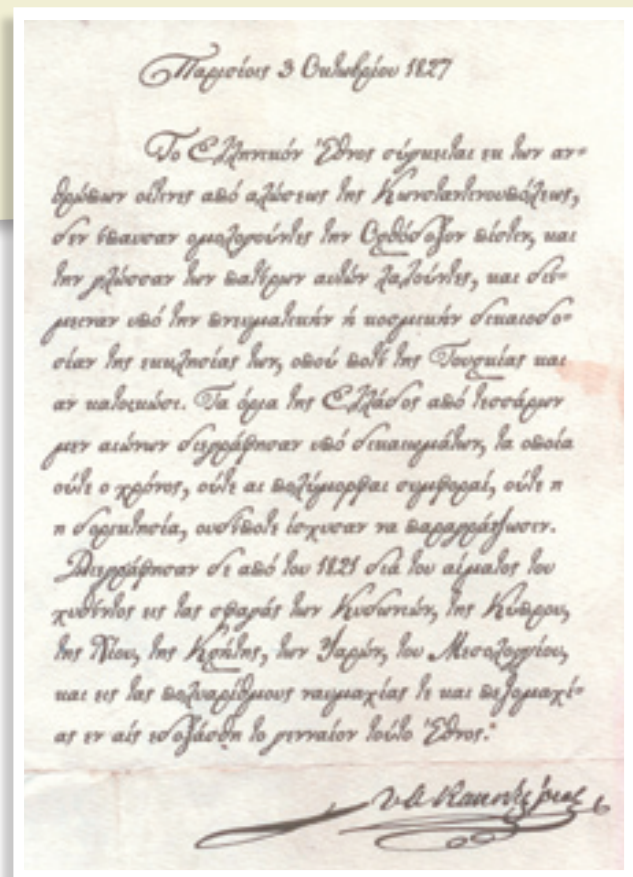 Παρισίοις 3 Οκτωβρίου 1827
Το Ελληνικόν Έθνος σύγκειται εκ των αν-
θρώπων οίτινες από αλώσεως της Κωνσταντινουπόλεως,
δεν έπαυσαν ομολογούντες την Ορθόδοξον πίστιν, και
την γλώσσαν των πατέρων αυτών λαλούντες, και διέ-
μειναν υπό την πνευματικήν ή κοσμικήν δικαιοδο-
σίαν της εκκλησίας των, οπού ποτέ της Τουρκίας και
αν κατοικώσι. Τα όρια της Ελλάδος από τεσσάρων
μεν αιώνων διεγράφησαν υπό δικαιωμάτων, τα οποία
ούτε ο χρόνος, ούτε αι πολύμορφαι συμφοραί, ούτε η
η δορικτησία, ουδέποτε ίσχυσαν να παραγράψωσιν.
Διεγράφησαν δε από του 1821 διά του αίματος του
χυθέντος εις τας σφαγάς των Κυδωνιών, της Κύπρου,
της Χίου, της Κρήτης, των Ψαρών, του Μεσολογγίου,
και εις τας πολυαρίθμους ναυμαχίας τε και πεζομαχί-
ας εν αίς εδοξάσθη το γενναίον τούτο Έθνος.